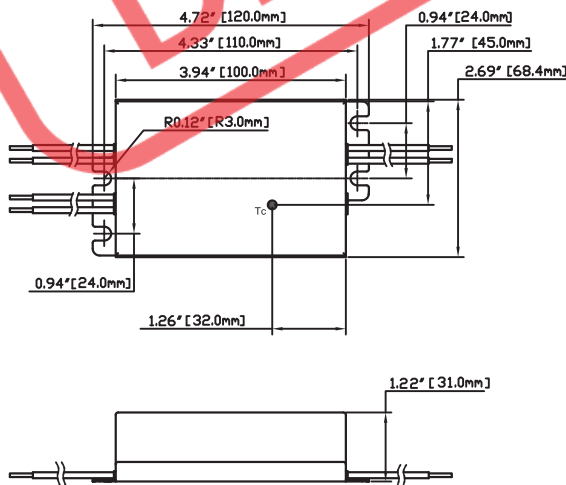 4.72" [120.0mm]
0.94" [24.0mm]
4.33" [110.0mm]
1.77" [45.0mm]
3.94" [100.0mm]
2.69" [68.4mm]
R0.12" [R3.0mm]
Tc
0.94" [24.0mm]
1.26" [32.0mm]
1.22" [31.0mm]